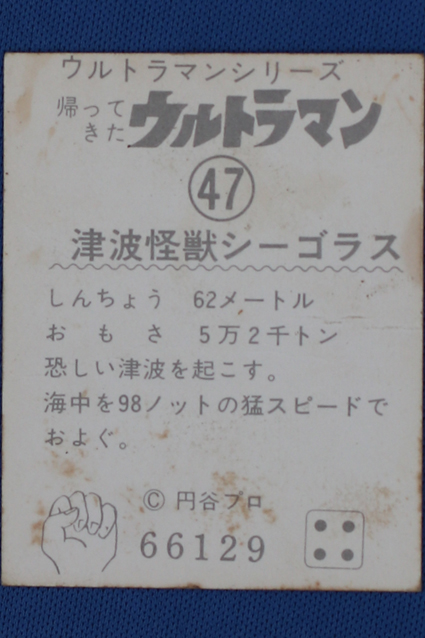 ウルトラマンシリーズ
帰ってきた ウルトラマン
47
津波怪獣シーゴラス
しんちょう 62メートル
おもさ 5万2千トン
恐しい津波を起こす。
海中を98ノットの猛スピードで
およぐ。
© 円谷プロ
66129